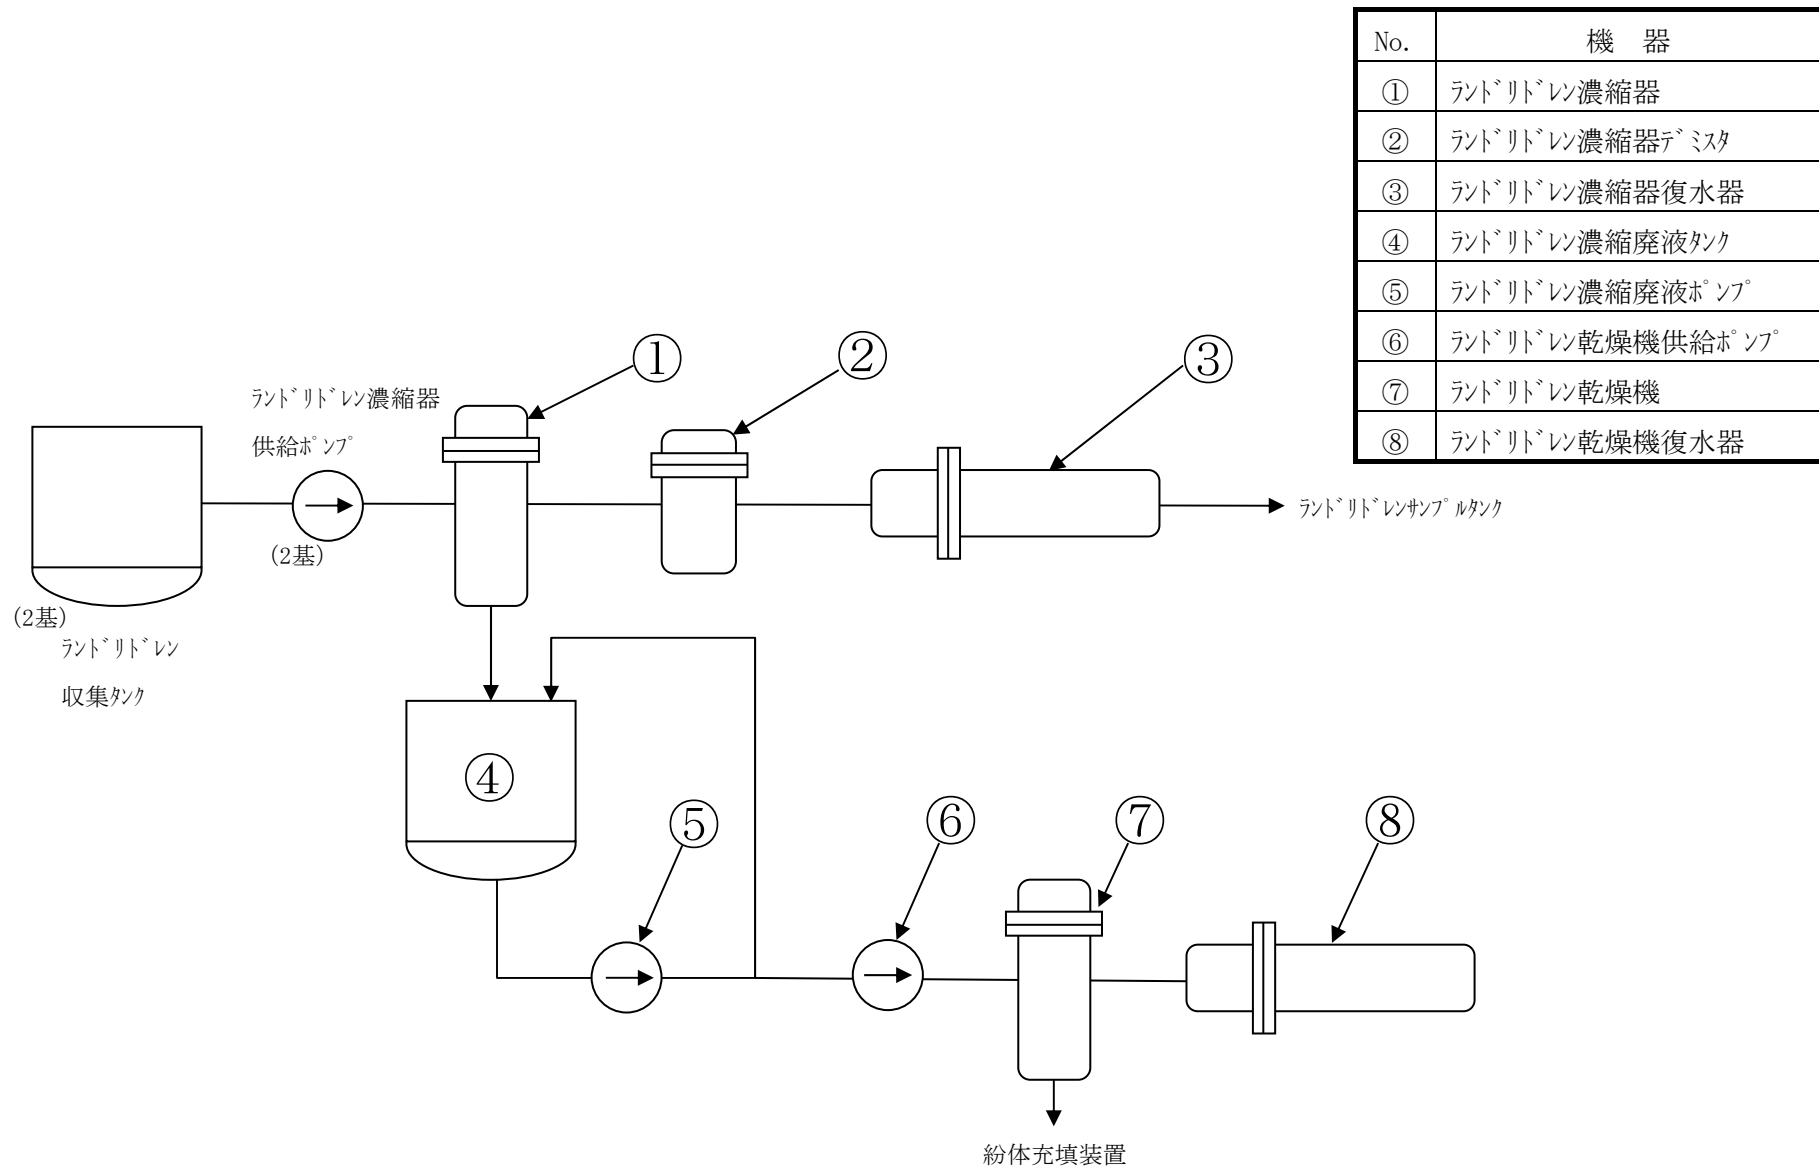 No. 機 器
① ﾗﾝﾄﾞﾘﾄﾞﾚﾝ濃縮器
② ﾗﾝﾄﾞﾘﾄﾞﾚﾝ濃縮器ﾃﾞﾐｽﾀ
③ ﾗﾝﾄﾞﾘﾄﾞﾚﾝ濃縮器復水器
④ ﾗﾝﾄﾞﾘﾄﾞﾚﾝ濃縮廃液ﾀﾝｸ
⑤ ﾗﾝﾄﾞﾘﾄﾞﾚﾝ濃縮廃液ﾎﾟﾝﾌﾟ
⑥ ﾗﾝﾄﾞﾘﾄﾞﾚﾝ乾燥機供給ﾎﾟﾝﾌﾟ
⑦ ﾗﾝﾄﾞﾘﾄﾞﾚﾝ乾燥機
⑧ ﾗﾝﾄﾞﾘﾄﾞﾚﾝ乾燥機復水器
①
②
③
ﾗﾝﾄﾞﾘﾄﾞﾚﾝ濃縮器
供給ﾎﾟﾝﾌﾟ
(2基)
ﾗﾝﾄﾞﾘﾄﾞﾚﾝｻﾝﾌﾟﾙﾀﾝｸ
(2基)
ﾗﾝﾄﾞﾘﾄﾞﾚﾝ
収集ﾀﾝｸ
④
⑤
⑥
⑦
⑧
紛体充填装置